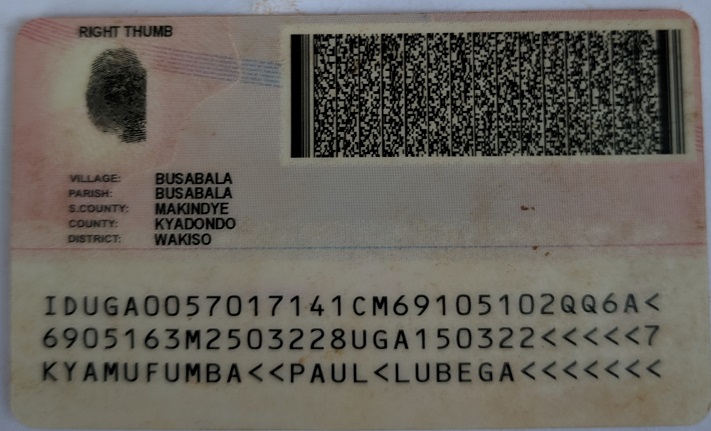 RIGHT THUMB
VILLAGE: BUSABALA
PARISH: BUSABALA
S.COUNTY: MAKINDYE
COUNTY: KYADONDO
DISTRICT: WAKISO
IDUGA0057017141CM69105102QQ6A<
6905163M2503228UGA150322<<<<<7
KYAMUFUMBA<<PAUL<LUBEGA<<<<<<<